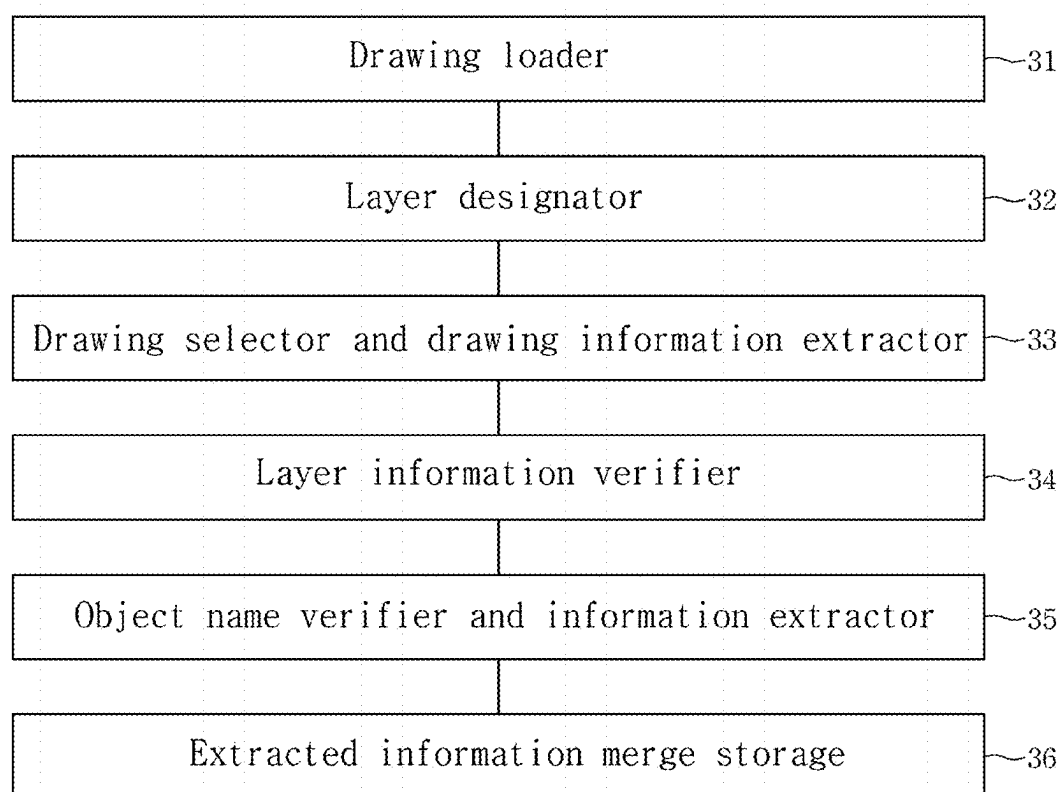 Drawing loader 31
Layer designator 32
Drawing selector and drawing information extractor 33
Layer information verifier 34
Object name verifier and information extractor 35
Extracted information merge storage 36